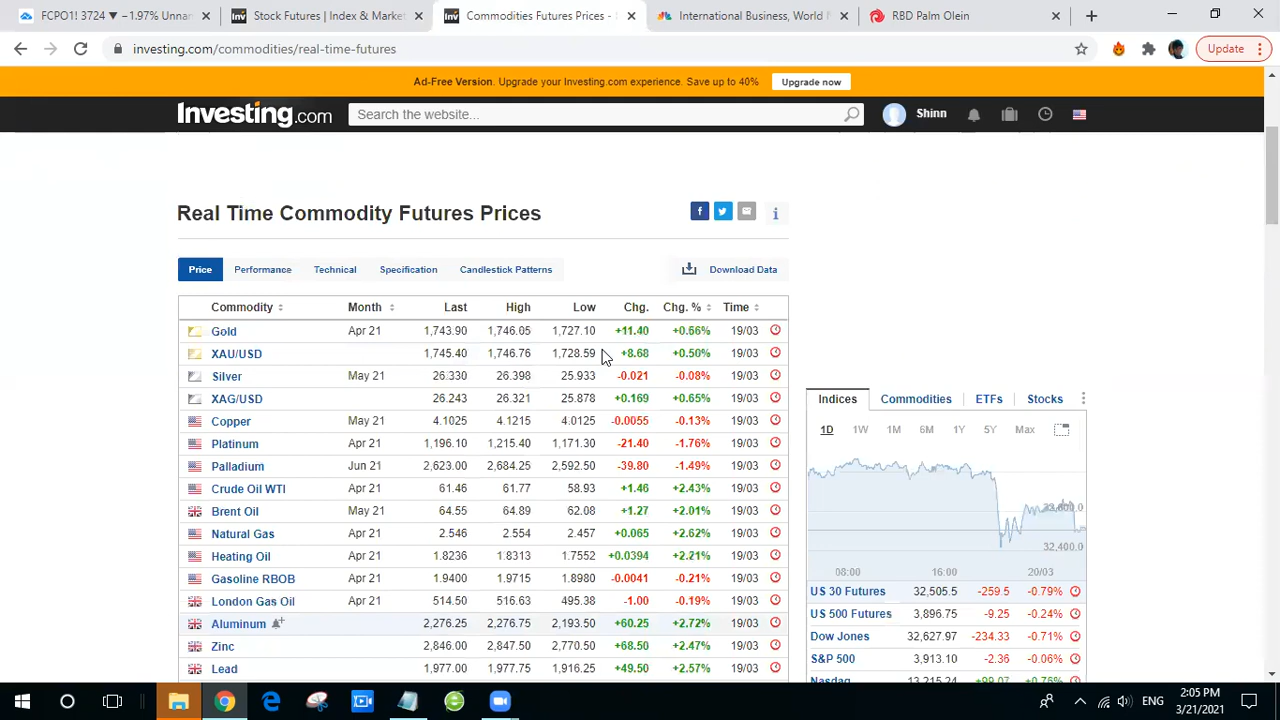 FCPO1! 3724 ▼ −1.97% Unnar
Stock Futures | Index & Market
Commodities Futures Prices -
International Business, World
RBD Palm Olein
investing.com/commodities/real-time-futures
Update
Ad-Free Version. Upgrade your Investing.com experience. Save up to 40%
Upgrade now
Investing.com
Search the website...
Shinn
Real Time Commodity Futures Prices
Price Performance Technical Specification Candlestick Patterns Download Data
Commodity Month Last High Low Chg. Chg. % Time
Gold Apr 21 1,743.90 1,746.05 1,727.10 +11.40 +0.66% 19/03
XAU/USD 1,745.40 1,746.76 1,728.59 +8.68 +0.50% 19/03
Silver May 21 26.330 26.398 25.933 -0.021 -0.08% 19/03
XAG/USD 26.243 26.321 25.878 +0.169 +0.65% 19/03
Copper May 21 4.1025 4.1215 4.0125 -0.0055 -0.13% 19/03
Platinum Apr 21 1,196.10 1,215.40 1,171.30 -21.40 -1.76% 19/03
Palladium Jun 21 2,623.00 2,684.25 2,592.50 -39.80 -1.49% 19/03
Crude Oil WTI Apr 21 61.46 61.77 58.93 +1.46 +2.43% 19/03
Brent Oil May 21 64.55 64.89 62.08 +1.27 +2.01% 19/03
Natural Gas Apr 21 2.546 2.554 2.457 +0.065 +2.62% 19/03
Heating Oil Apr 21 1.8236 1.8313 1.7552 +0.0394 +2.21% 19/03
Gasoline RBOB Apr 21 1.9400 1.9715 1.8980 -0.0041 -0.21% 19/03
London Gas Oil Apr 21 514.50 516.63 495.38 -1.00 -0.19% 19/03
Aluminum 2,276.25 2,276.75 2,193.50 +60.25 +2.72% 19/03
Zinc 2,846.00 2,847.50 2,770.50 +68.50 +2.47% 19/03
Lead 1,977.00 1,977.75 1,916.25 +49.50 +2.57% 19/03
Indices Commodities ETFs Stocks
1D 1W 1M 6M 1Y 5Y Max
32,400.0
08:00 16:00 20/03
US 30 Futures 32,505.5 -259.5 -0.79%
US 500 Futures 3,896.75 -9.25 -0.24%
Dow Jones 32,627.97 -234.33 -0.71%
S&P 500 3,913.10 -2.36 -0.06%
Nasdaq 13,215.24 +99.07 +0.76%
ENG
2:05 PM
3/21/2021